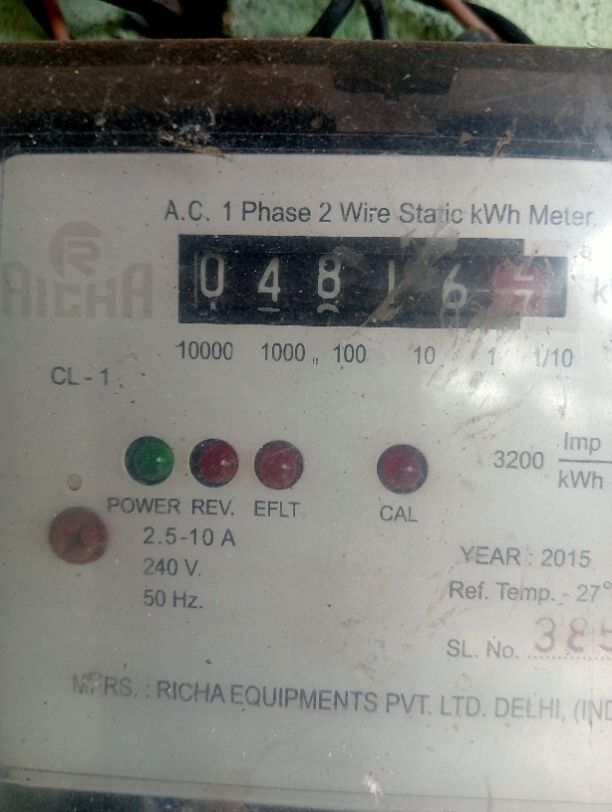 A.C. 1 Phase 2 Wire Static kWh Meter
RICHA
0 4 8 1 6
10000 1000 100 10 1 1/10
CL - 1
3200 Imp
kWh
POWER REV. EFLT CAL
2.5-10 A
240 V.
50 Hz.
YEAR : 2015
Ref. Temp. - 27°
SL. No. 385
MFRS. : RICHA EQUIPMENTS PVT. LTD. DELHI, (IND